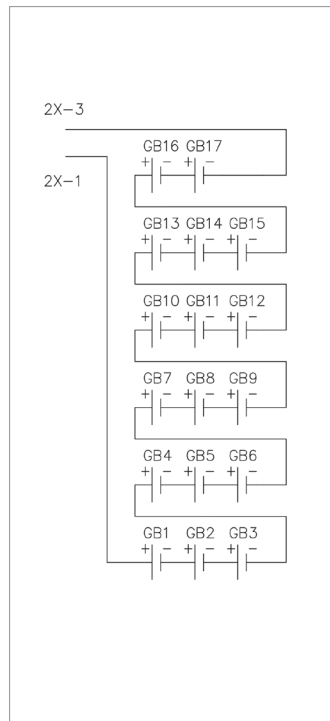 2X-3
GB16 GB17
+ - + -
2X-1
GB13 GB14 GB15
+ - + - + -
GB10 GB11 GB12
+ - + - + -
GB7 GB8 GB9
+ - + - + -
GB4 GB5 GB6
+ - + - + -
GB1 GB2 GB3
+ - + - + -